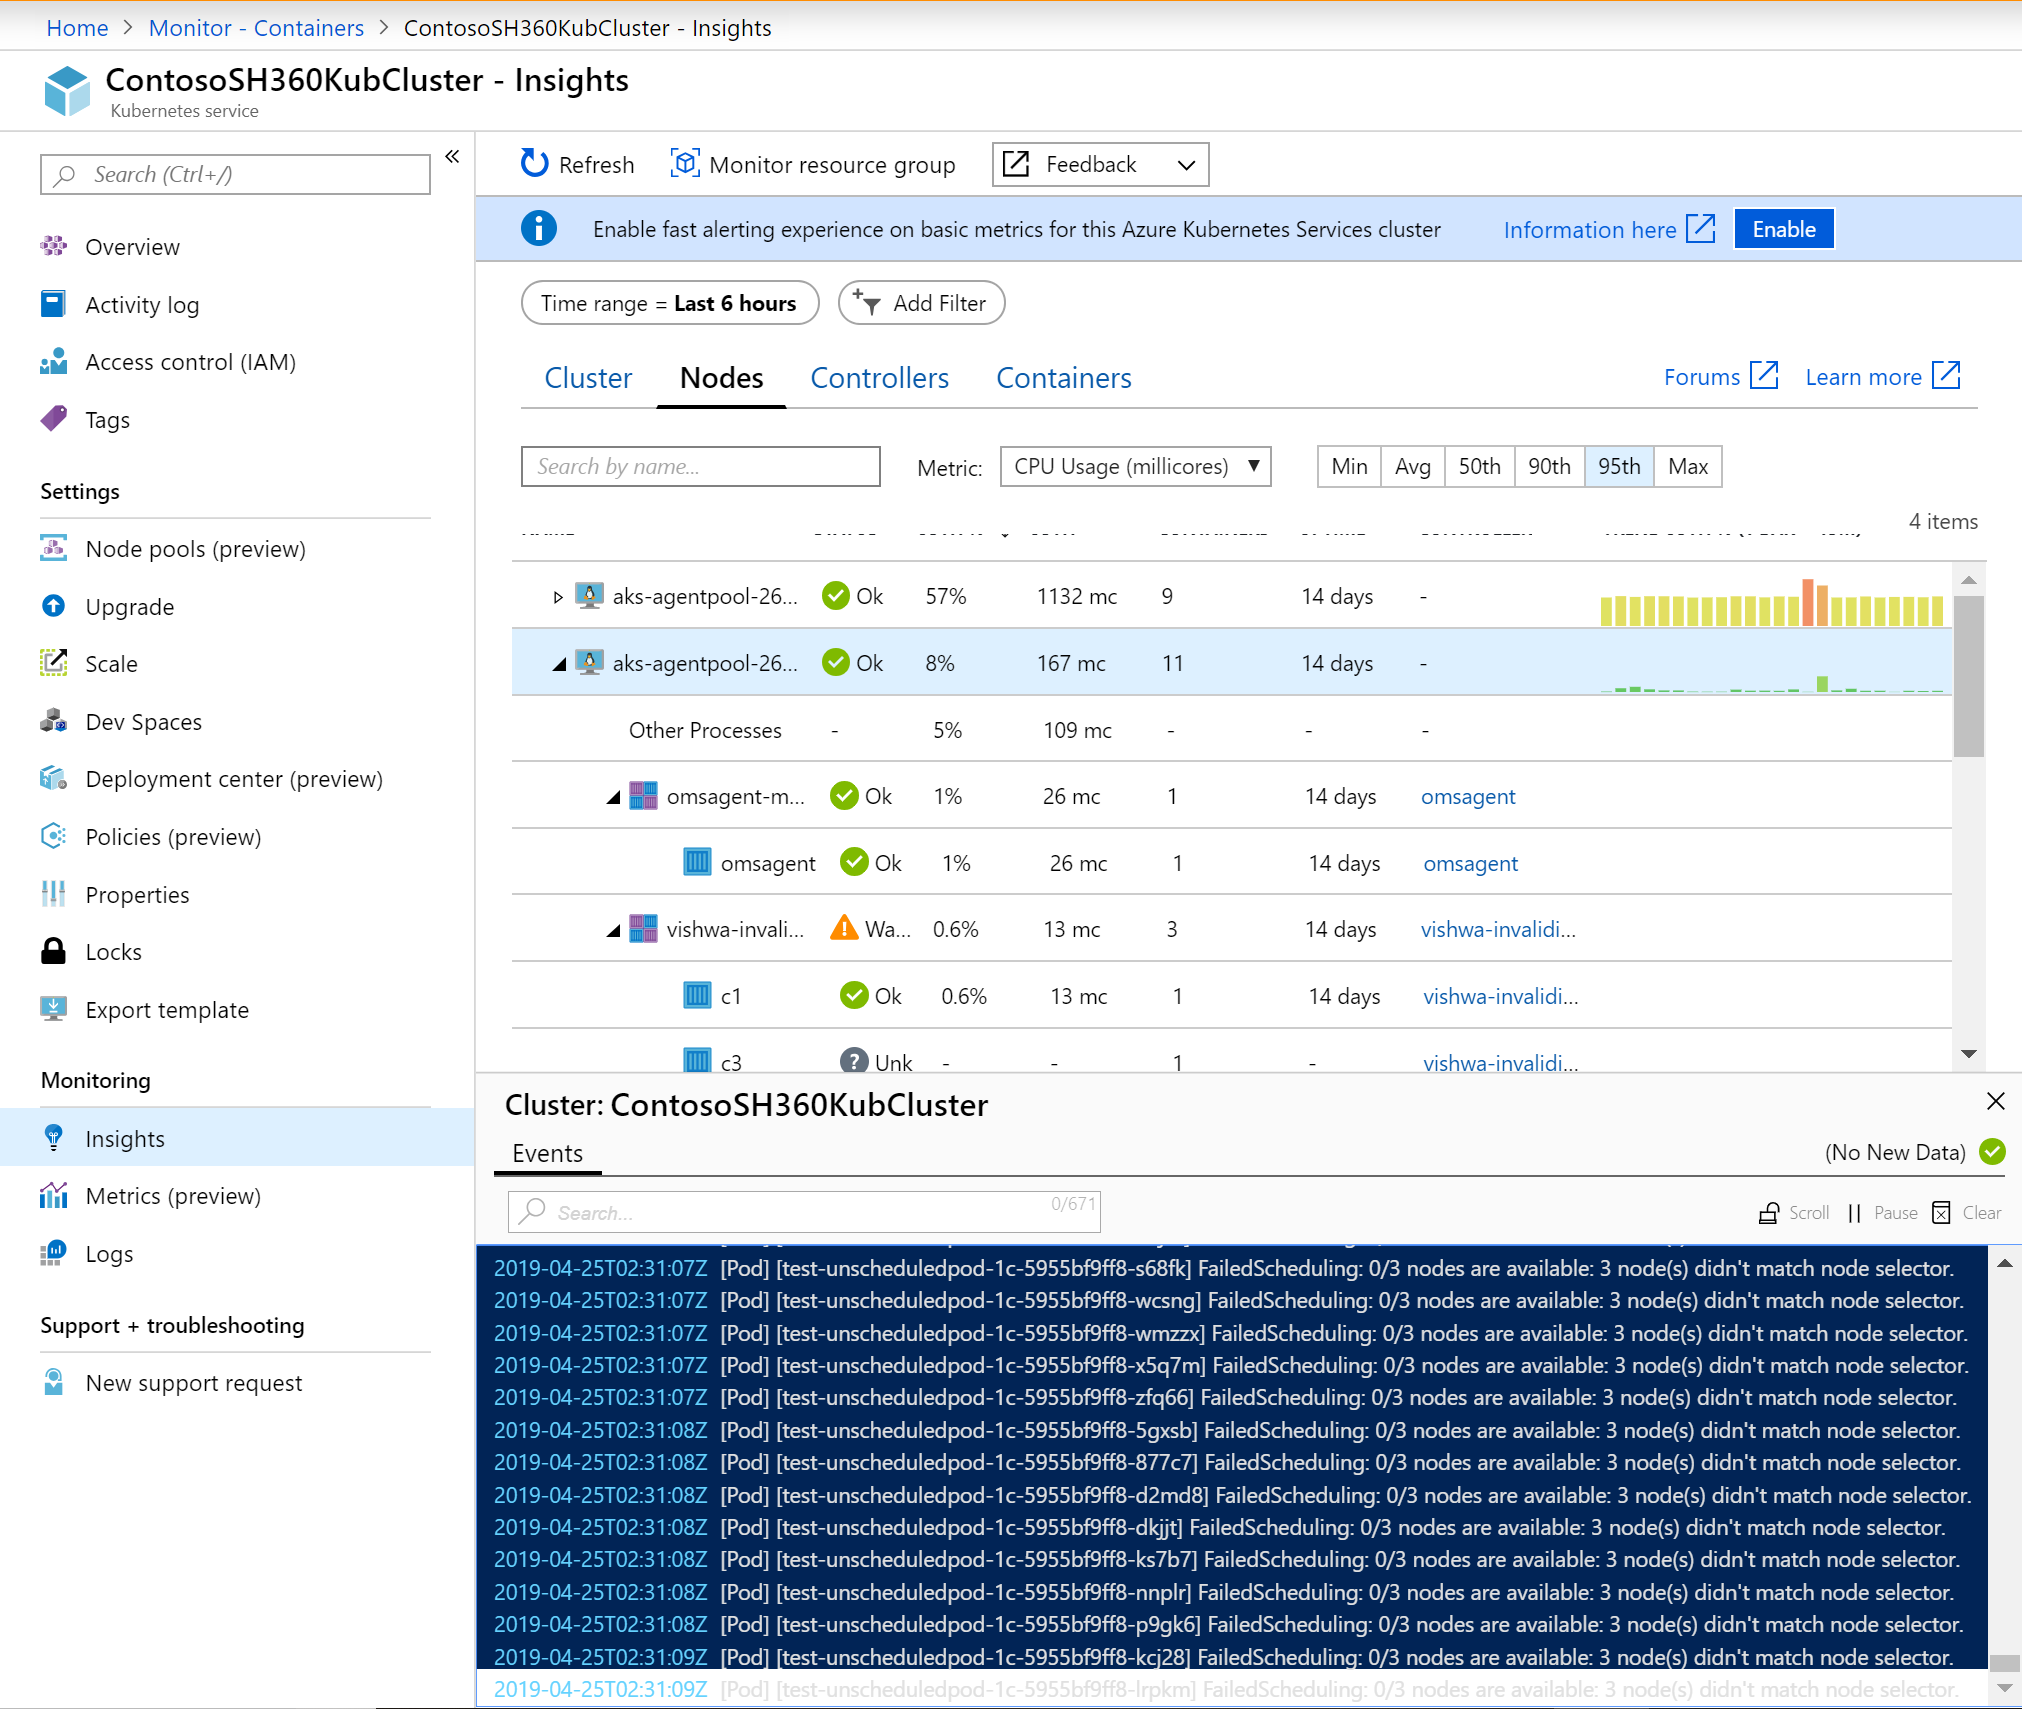 Home > Monitor - Containers > ContosoSH360KubCluster - Insights
ContosoSH360KubCluster - Insights
Kubernetes service
Search (Ctrl+/)
«
Overview
Activity log
Access control (IAM)
Tags
Settings
Node pools (preview)
Upgrade
Scale
Dev Spaces
Deployment center (preview)
Policies (preview)
Properties
Locks
Export template
Monitoring
Insights
Metrics (preview)
Logs
Support + troubleshooting
New support request
Refresh Monitor resource group Feedback
Enable fast alerting experience on basic metrics for this Azure Kubernetes Services cluster Information here Enable
Time range = Last 6 hours Add Filter
Cluster Nodes Controllers Containers Forums Learn more
Search by name... Metric: CPU Usage (millicores) Min Avg 50th 90th 95th Max
4 items
aks-agentpool-26... Ok 57% 1132 mc 9 14 days -
aks-agentpool-26... Ok 8% 167 mc 11 14 days -
Other Processes - 5% 109 mc - - -
omsagent-m... Ok 1% 26 mc 1 14 days omsagent
omsagent Ok 1% 26 mc 1 14 days omsagent
vishwa-invali... Wa... 0.6% 13 mc 3 14 days vishwa-invalidi...
c1 Ok 0.6% 13 mc 1 14 days vishwa-invalidi...
c3 Unk - - 1 - vishwa-invalidi...
Cluster: ContosoSH360KubCluster
Events (No New Data)
Search... 0/671 Scroll Pause Clear
2019-04-25T02:31:07Z [Pod] [test-unscheduledpod-1c-5955bf9ff8-s68fk] FailedScheduling: 0/3 nodes are available: 3 node(s) didn't match node selector.
2019-04-25T02:31:07Z [Pod] [test-unscheduledpod-1c-5955bf9ff8-wcsng] FailedScheduling: 0/3 nodes are available: 3 node(s) didn't match node selector.
2019-04-25T02:31:07Z [Pod] [test-unscheduledpod-1c-5955bf9ff8-wmzzx] FailedScheduling: 0/3 nodes are available: 3 node(s) didn't match node selector.
2019-04-25T02:31:07Z [Pod] [test-unscheduledpod-1c-5955bf9ff8-x5q7m] FailedScheduling: 0/3 nodes are available: 3 node(s) didn't match node selector.
2019-04-25T02:31:07Z [Pod] [test-unscheduledpod-1c-5955bf9ff8-zfq66] FailedScheduling: 0/3 nodes are available: 3 node(s) didn't match node selector.
2019-04-25T02:31:08Z [Pod] [test-unscheduledpod-1c-5955bf9ff8-5gxsb] FailedScheduling: 0/3 nodes are available: 3 node(s) didn't match node selector.
2019-04-25T02:31:08Z [Pod] [test-unscheduledpod-1c-5955bf9ff8-877c7] FailedScheduling: 0/3 nodes are available: 3 node(s) didn't match node selector.
2019-04-25T02:31:08Z [Pod] [test-unscheduledpod-1c-5955bf9ff8-d2md8] FailedScheduling: 0/3 nodes are available: 3 node(s) didn't match node selector.
2019-04-25T02:31:08Z [Pod] [test-unscheduledpod-1c-5955bf9ff8-dkjjt] FailedScheduling: 0/3 nodes are available: 3 node(s) didn't match node selector.
2019-04-25T02:31:08Z [Pod] [test-unscheduledpod-1c-5955bf9ff8-ks7b7] FailedScheduling: 0/3 nodes are available: 3 node(s) didn't match node selector.
2019-04-25T02:31:08Z [Pod] [test-unscheduledpod-1c-5955bf9ff8-nnplr] FailedScheduling: 0/3 nodes are available: 3 node(s) didn't match node selector.
2019-04-25T02:31:08Z [Pod] [test-unscheduledpod-1c-5955bf9ff8-p9gk6] FailedScheduling: 0/3 nodes are available: 3 node(s) didn't match node selector.
2019-04-25T02:31:09Z [Pod] [test-unscheduledpod-1c-5955bf9ff8-kcj28] FailedScheduling: 0/3 nodes are available: 3 node(s) didn't match node selector.
2019-04-25T02:31:09Z [Pod] [test-unscheduledpod-1c-5955bf9ff8-lrpkm] FailedScheduling: 0/3 nodes are available: 3 node(s) didn't match node selector.